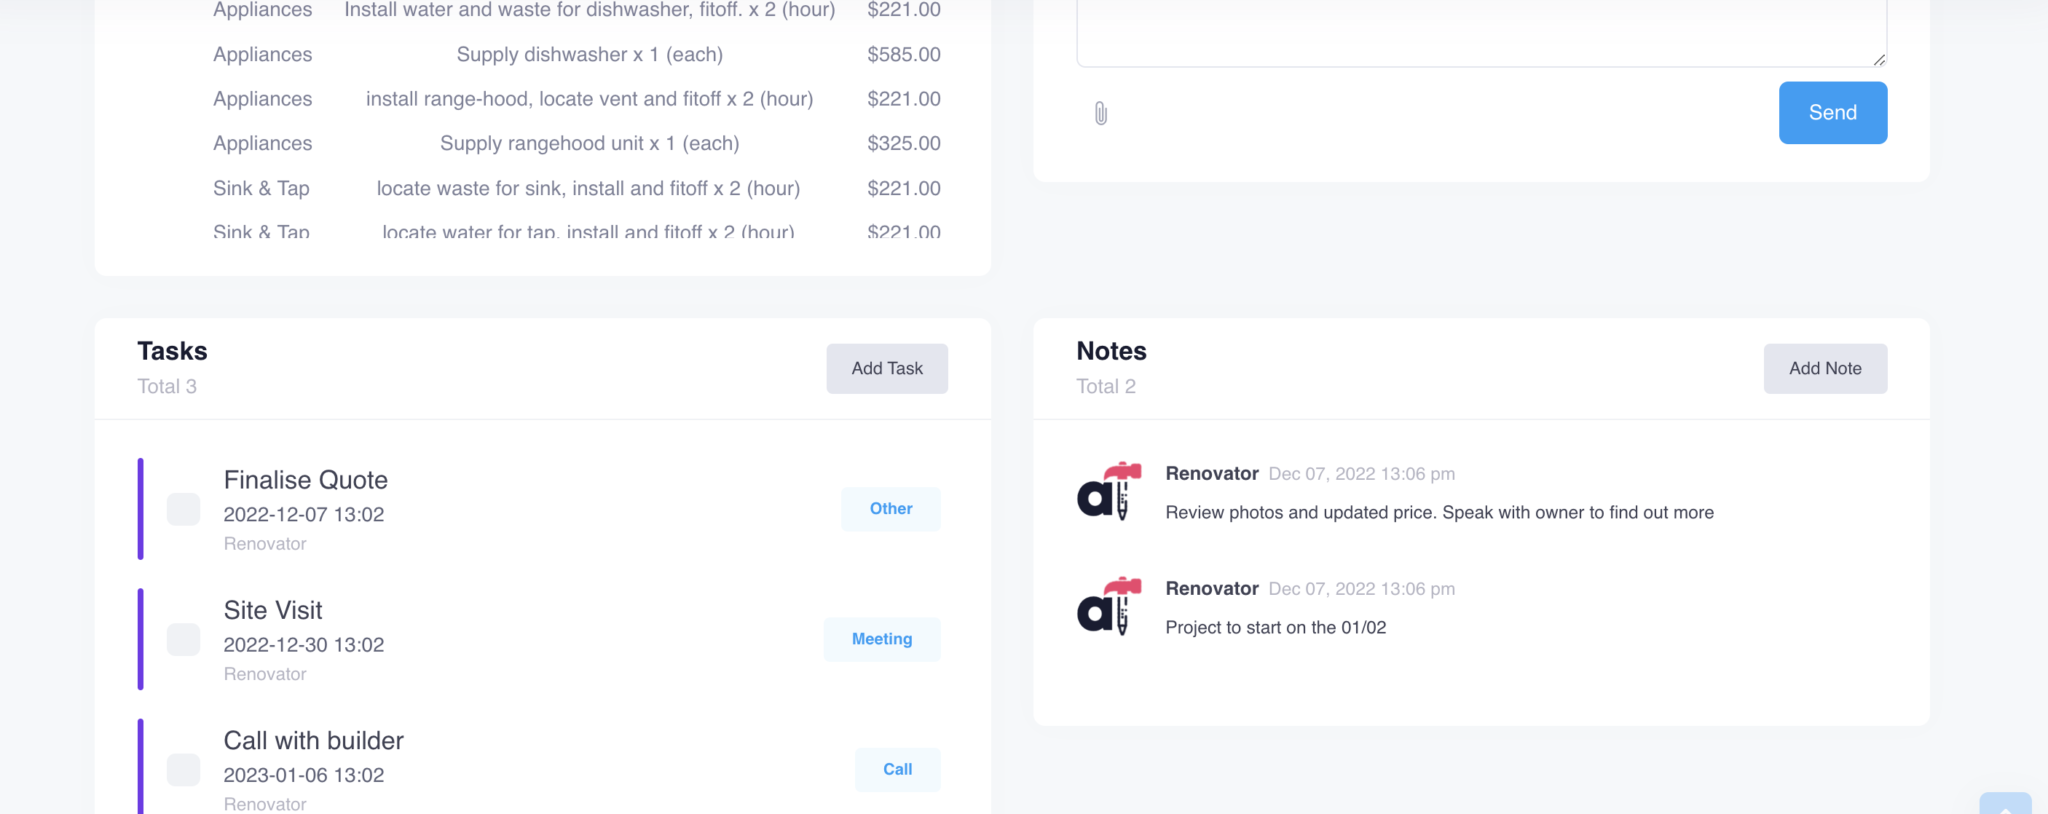 Appliances Install water and waste for dishwasher, fitoff. x 2 (hour) $221.00
Appliances Supply dishwasher x 1 (each) $585.00
Appliances install range-hood, locate vent and fitoff x 2 (hour) $221.00
Appliances Supply rangehood unit x 1 (each) $325.00
Sink & Tap locate waste for sink, install and fitoff x 2 (hour) $221.00
Sink & Tap locate water for tap, install and fitoff x 2 (hour) $221.00
Send
Tasks
Total 3
Add Task
Finalise Quote
2022-12-07 13:02
Renovator
Other
Site Visit
2022-12-30 13:02
Renovator
Meeting
Call with builder
2023-01-06 13:02
Renovator
Call
Notes
Total 2
Add Note
Renovator Dec 07, 2022 13:06 pm
Review photos and updated price. Speak with owner to find out more
Renovator Dec 07, 2022 13:06 pm
Project to start on the 01/02